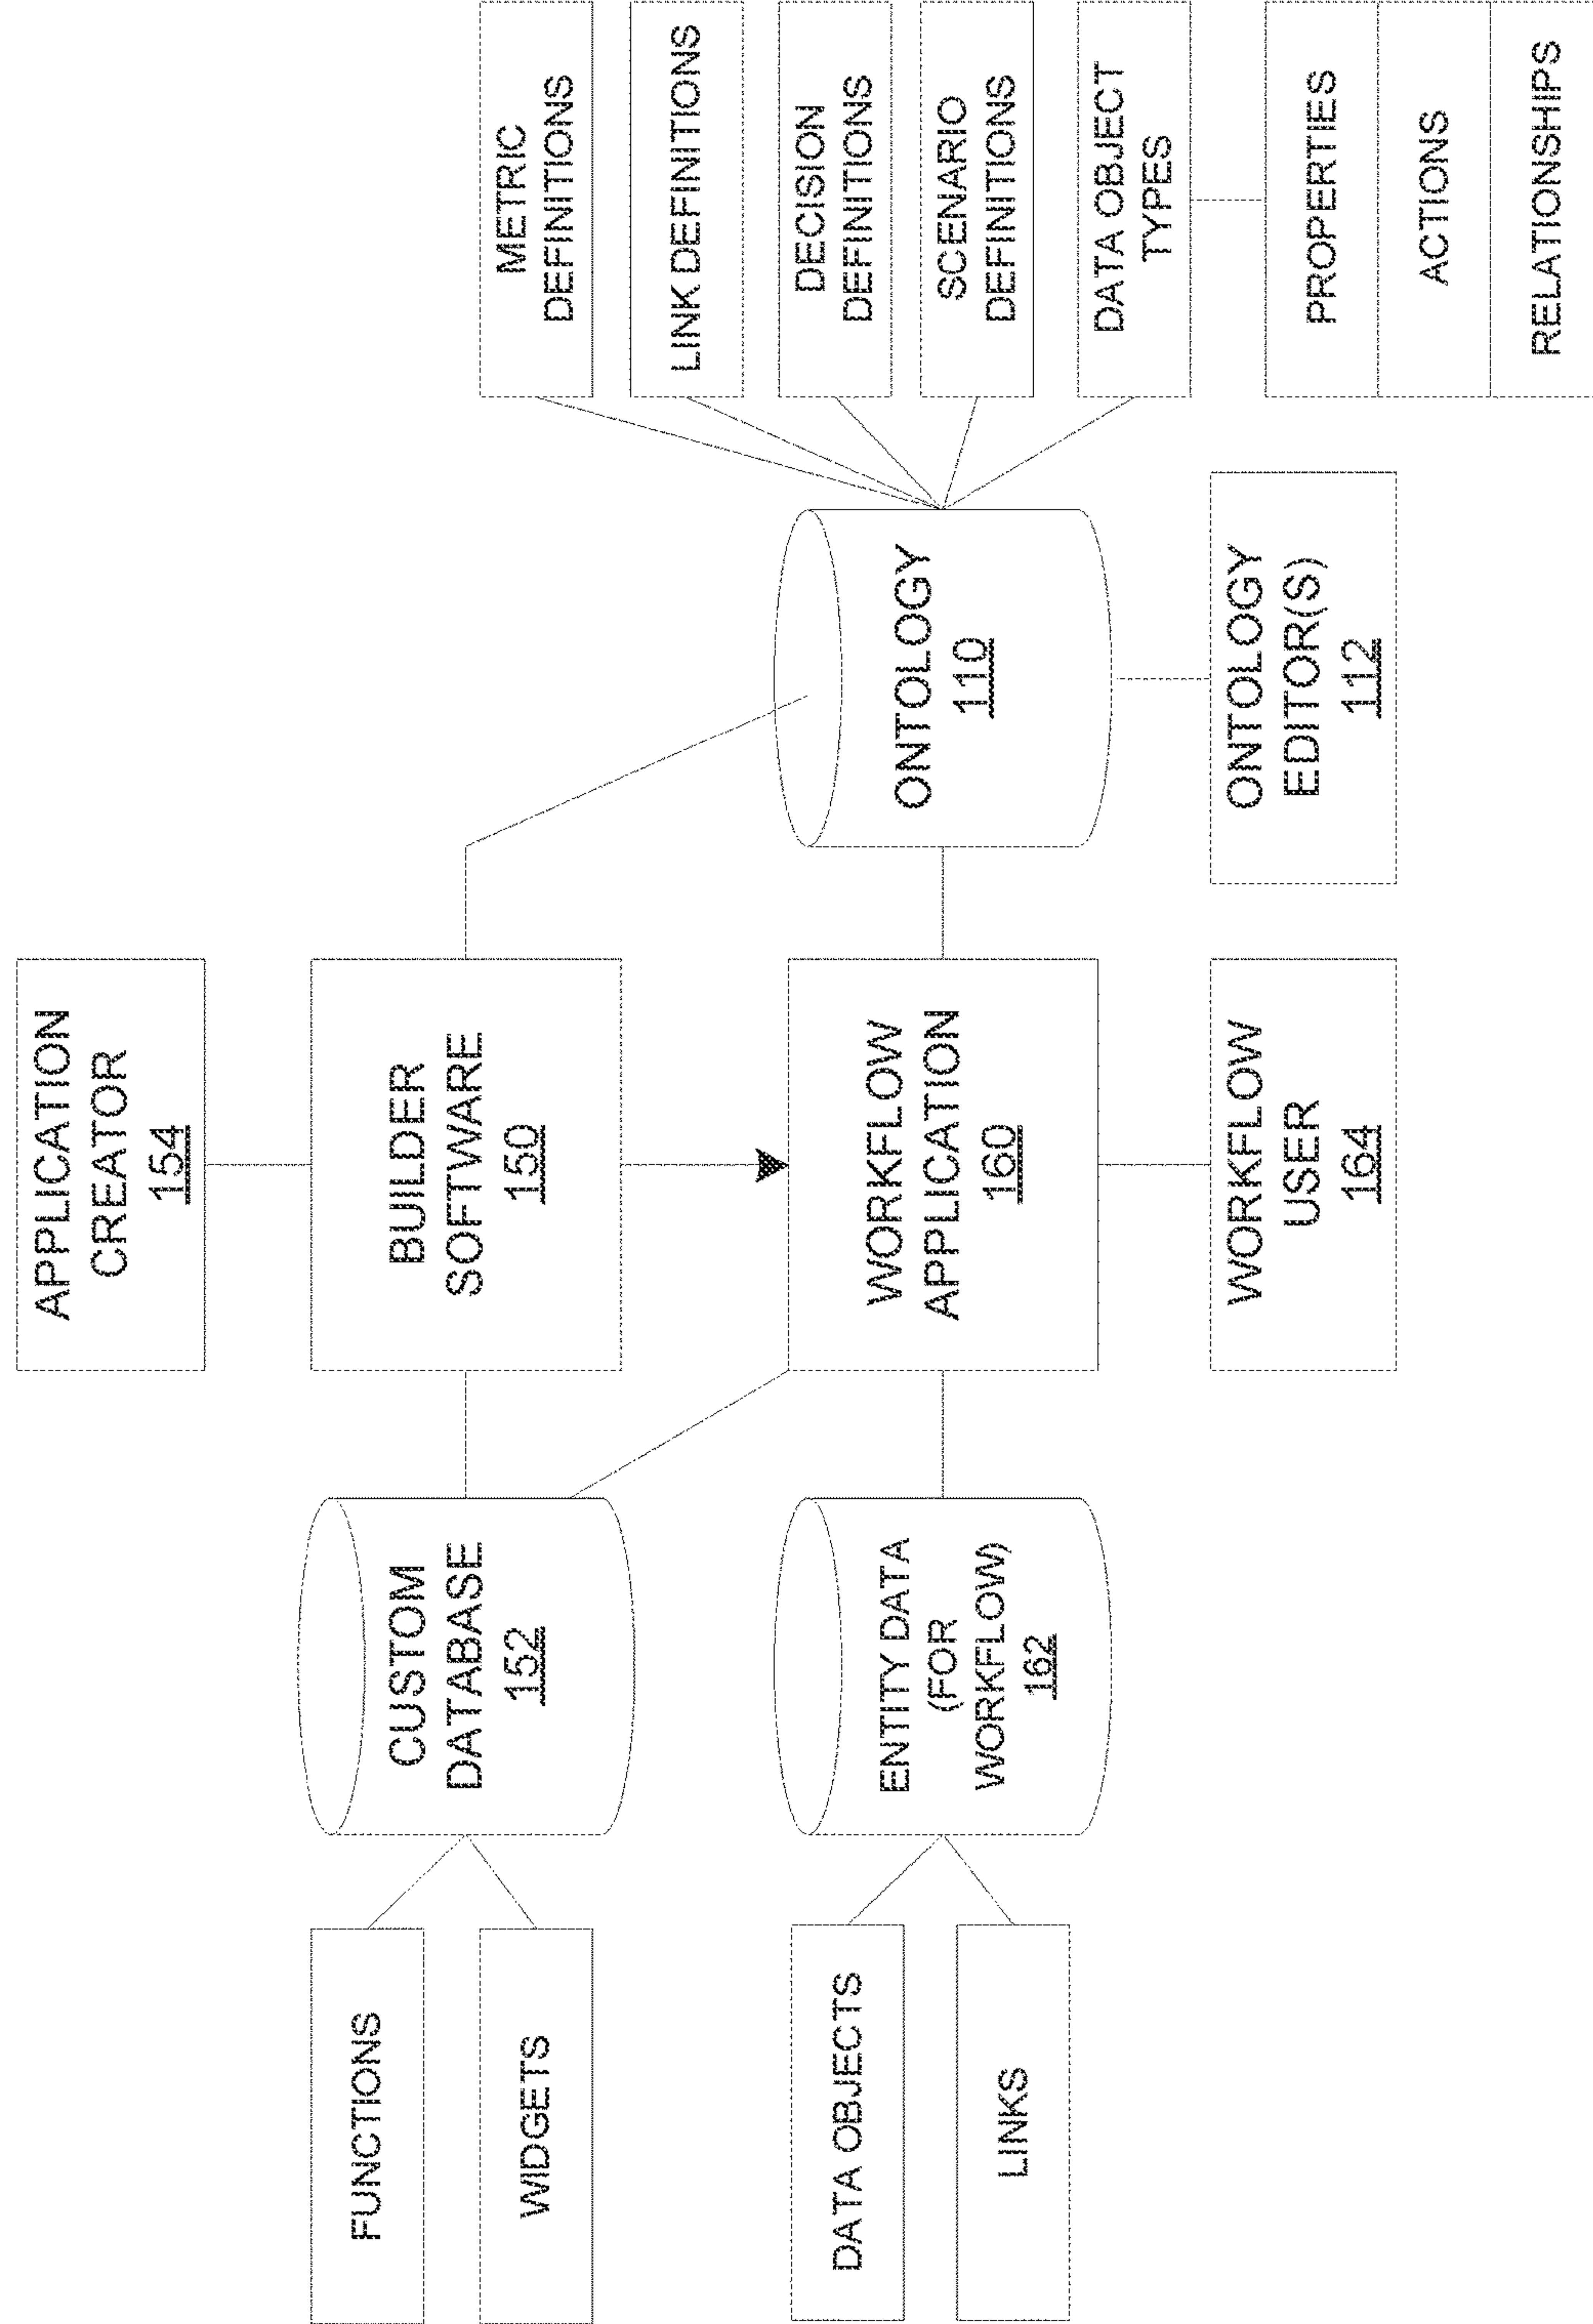 APPLICATION
CREATOR
154
BUILDER
SOFTWARE
150
WORKFLOW
APPLICATION
160
WORKFLOW
USER
164
FUNCTIONS
WIDGETS
CUSTOM
DATABASE
152
DATA OBJECTS
LINKS
ENTITY DATA
(FOR
WORKFLOW)
162
ONTOLOGY
110
ONTOLOGY
EDITOR(S)
112
METRIC
DEFINITIONS
LINK DEFINITIONS
DECISION
DEFINITIONS
SCENARIO
DEFINITIONS
DATA OBJECT
TYPES
PROPERTIES
ACTIONS
RELATIONSHIPS